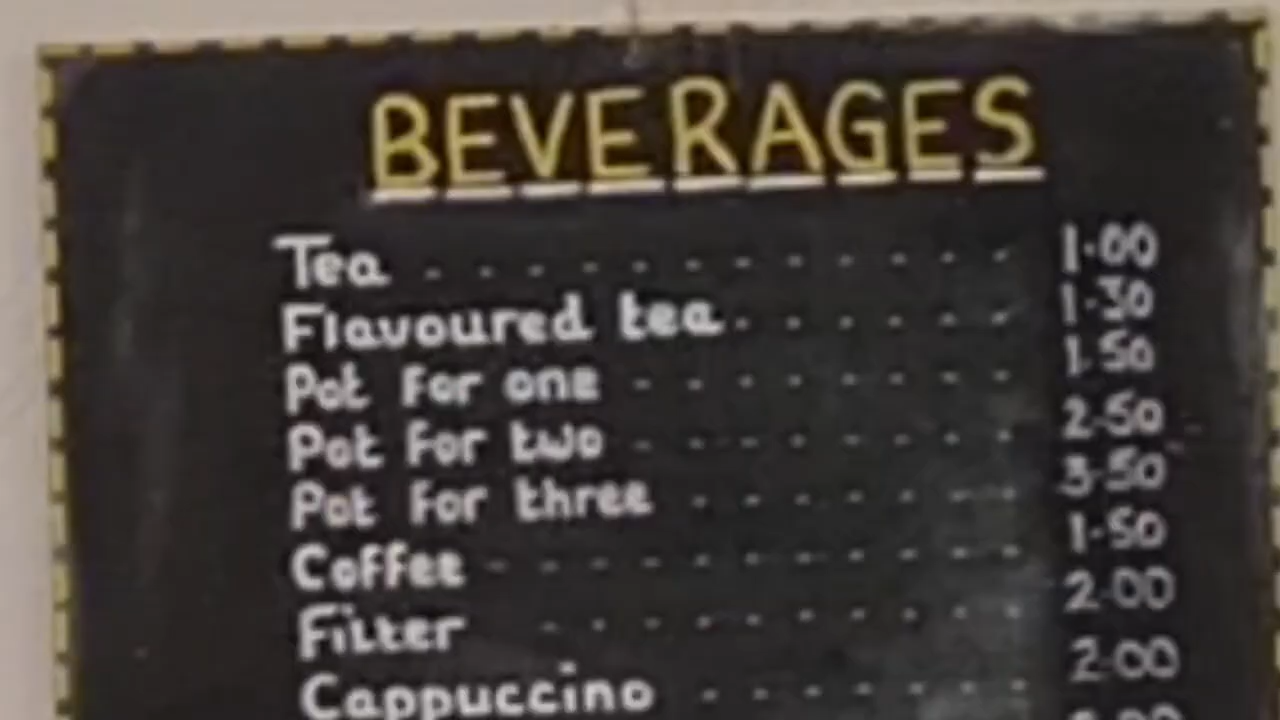 BEVERAGES
Tea - - - - - - - - - - - - 1.00
Flavoured tea - - - - - - 1.30
Pot for one - - - - - - - - 1.50
Pot for two - - - - - - - - 2.50
Pot for three - - - - - - - 3.50
Coffee - - - - - - - - - - - 1.50
Filter - - - - - - - - - - 2.00
Cappuccino - - - - - - - 2.00